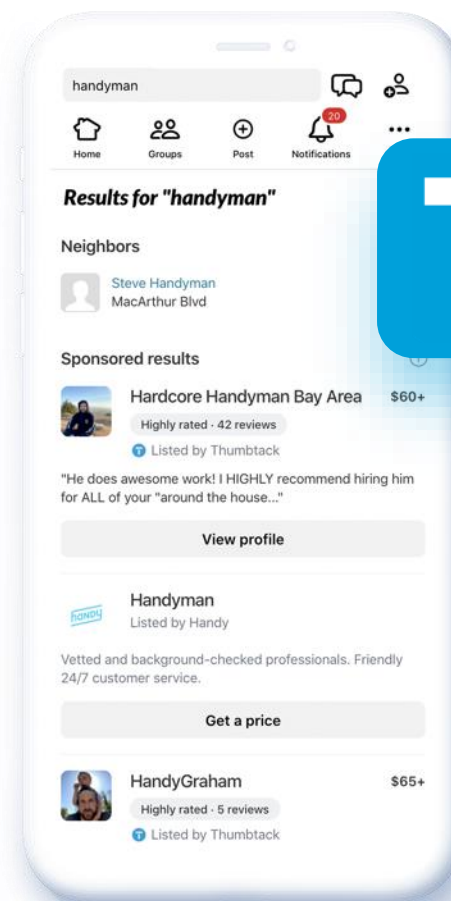 handyman
20
Home Groups Post Notifications
Results for "handyman"
Neighbors
Steve Handyman
MacArthur Blvd
Sponsored results
Hardcore Handyman Bay Area $60+
Highly rated · 42 reviews
Listed by Thumbtack
"He does awesome work! I HIGHLY recommend hiring him
for ALL of your "around the house..."
View profile
HANDY
Handyman
Listed by Handy
Vetted and background-checked professionals. Friendly
24/7 customer service.
Get a price
HandyGraham $65+
Highly rated · 5 reviews
Listed by Thumbtack